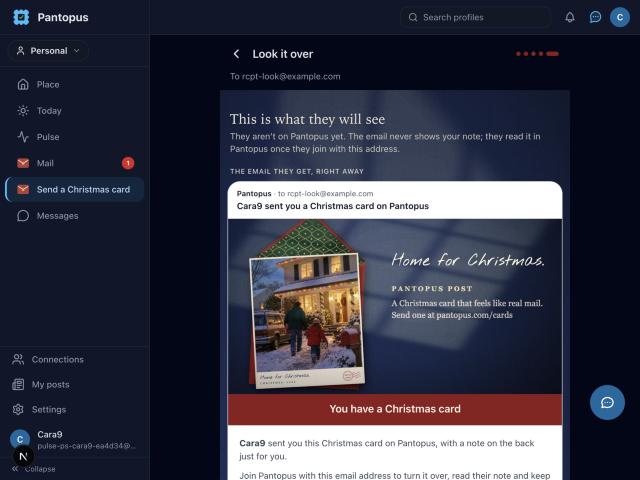 Pantopus
Search profiles
C
Personal
Place
Today
Pulse
Mail
1
Send a Christmas card
Messages
Connections
My posts
Settings
C
Cara9
pulse-ps-cara9-ea4d34@...
N
Collapse
Look it over
To rcpt-look@example.com
This is what they will see
They aren't on Pantopus yet. The email never shows your note; they read it in
Pantopus once they join with this address.
THE EMAIL THEY GET, RIGHT AWAY
Pantopus · to rcpt-look@example.com
Cara9 sent you a Christmas card on Pantopus
Home for Christmas.
PANTOPUS POST
A Christmas card that feels like real mail.
Send one at pantopus.com/cards
Home for Christmas.
You have a Christmas card
Cara9 sent you this Christmas card on Pantopus, with a note on the back
just for you.
Join Pantopus with this email address to turn it over, read their note and keep